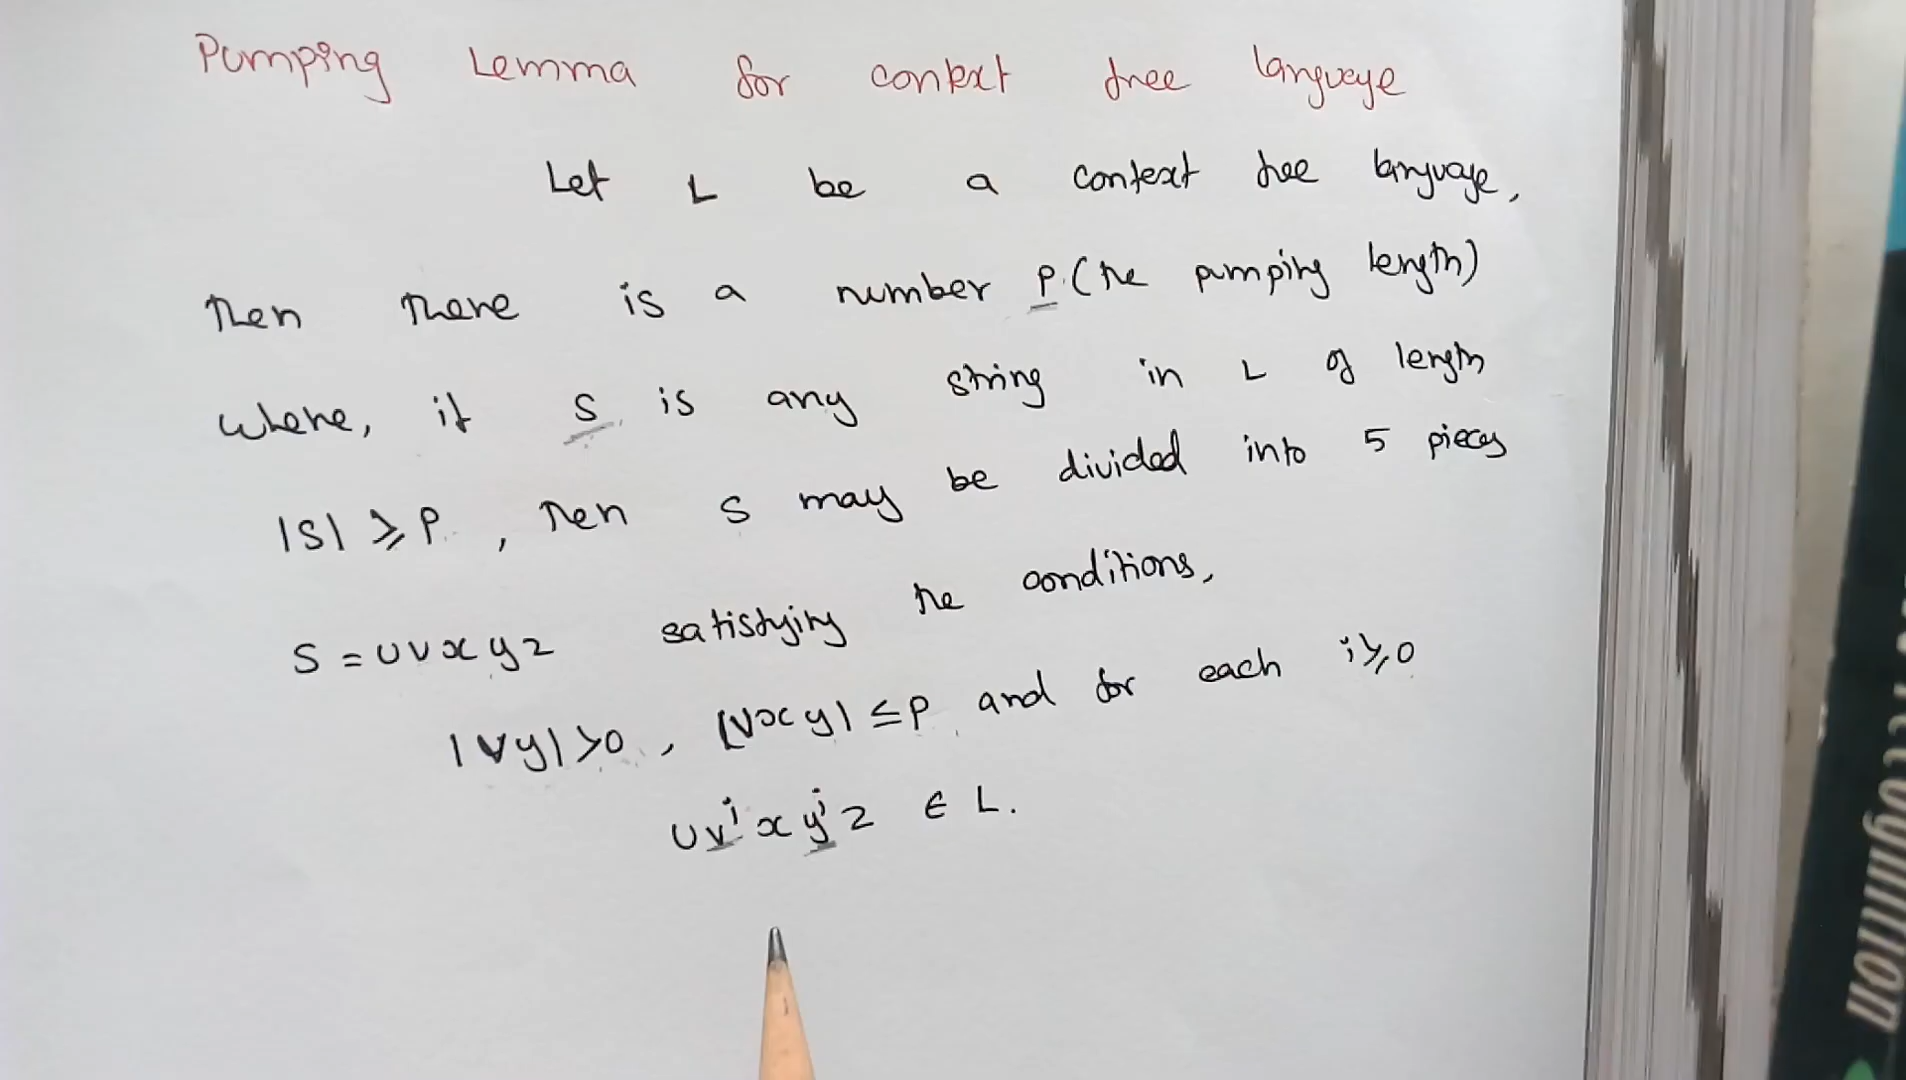 Pumping Lemma for context free language
Let L be a context free language,
Then there is a number P (the pumping length)
where, if S is any string in L of length
|S| ≥ P, then S may be divided into 5 pieces
S = uvxyz satisfying the conditions,
|vy| > 0, |vxy| ≤ P and for each i ≥ 0
uvⁱxyⁱz ∈ L.